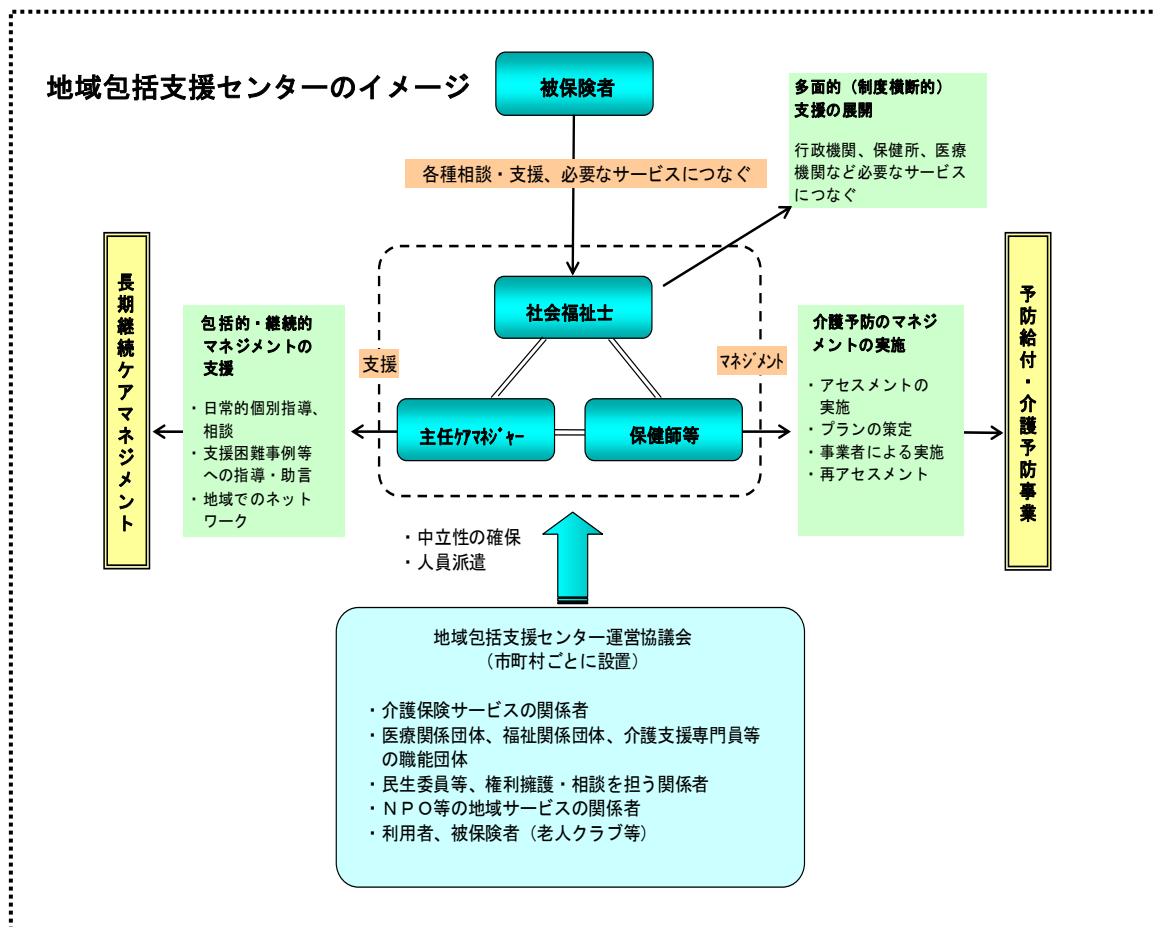 地域包括支援センターのイメージ
被保険者
多面的（制度横断的）
支援の展開
行政機関、保健所、医療
機関など必要なサービス
につなぐ
各種相談・支援、必要なサービスにつなぐ
長期継続ケアマネジメント
包括的・継続的
マネジメントの
支援
・日常的個別指導、
相談
・支援困難事例等
への指導・助言
・地域でのネット
ワーク
支援
社会福祉士
主任ｹｱﾏﾈｼﾞｬｰ
保健師等
ﾏﾈｼﾞﾒﾝﾄ
介護予防のマネジ
メントの実施
・アセスメントの
実施
・プランの策定
・事業者による実施
・再アセスメント
予防給付・介護予防事業
・中立性の確保
・人員派遣
地域包括支援センター運営協議会
（市町村ごとに設置）
・介護保険サービスの関係者
・医療関係団体、福祉関係団体、介護支援専門員等
の職能団体
・民生委員等、権利擁護・相談を担う関係者
・ＮＰＯ等の地域サービスの関係者
・利用者、被保険者（老人クラブ等）